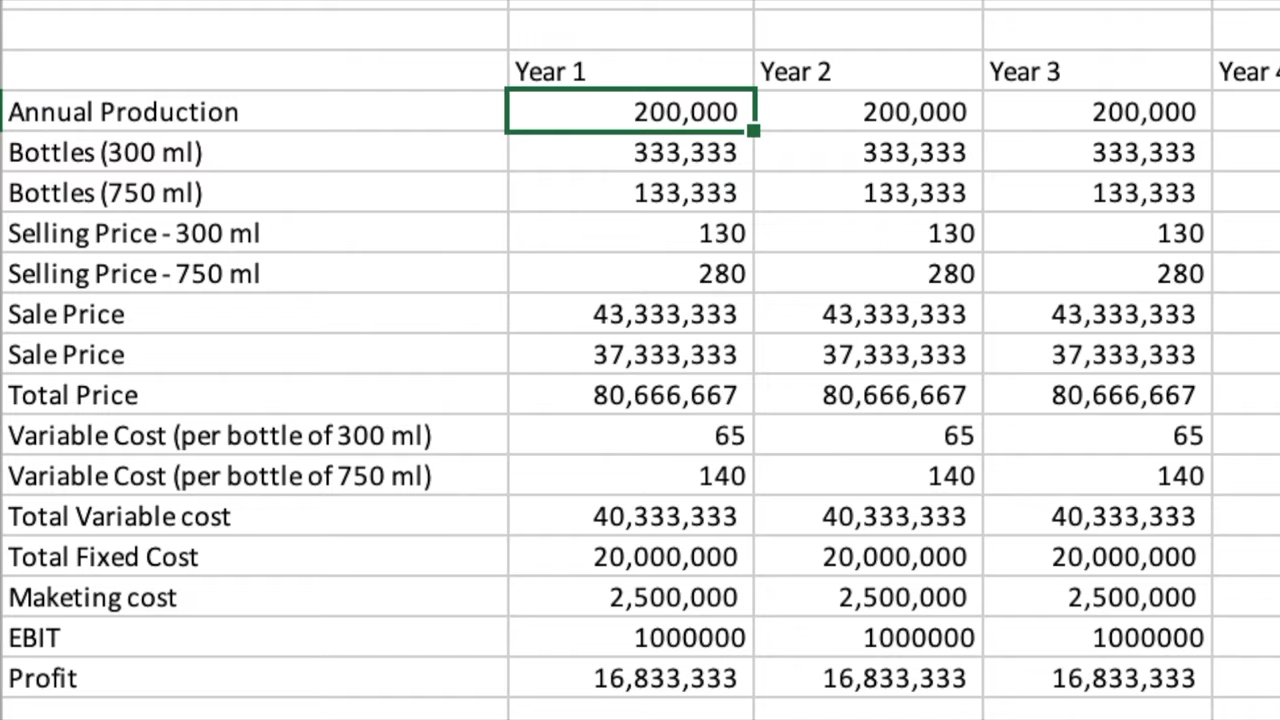 Year 1 Year 2 Year 3 Year
Annual Production 200,000 200,000 200,000
Bottles (300 ml) 333,333 333,333 333,333
Bottles (750 ml) 133,333 133,333 133,333
Selling Price - 300 ml 130 130 130
Selling Price - 750 ml 280 280 280
Sale Price 43,333,333 43,333,333 43,333,333
Sale Price 37,333,333 37,333,333 37,333,333
Total Price 80,666,667 80,666,667 80,666,667
Variable Cost (per bottle of 300 ml) 65 65 65
Variable Cost (per bottle of 750 ml) 140 140 140
Total Variable cost 40,333,333 40,333,333 40,333,333
Total Fixed Cost 20,000,000 20,000,000 20,000,000
Maketing cost 2,500,000 2,500,000 2,500,000
EBIT 1000000 1000000 1000000
Profit 16,833,333 16,833,333 16,833,333